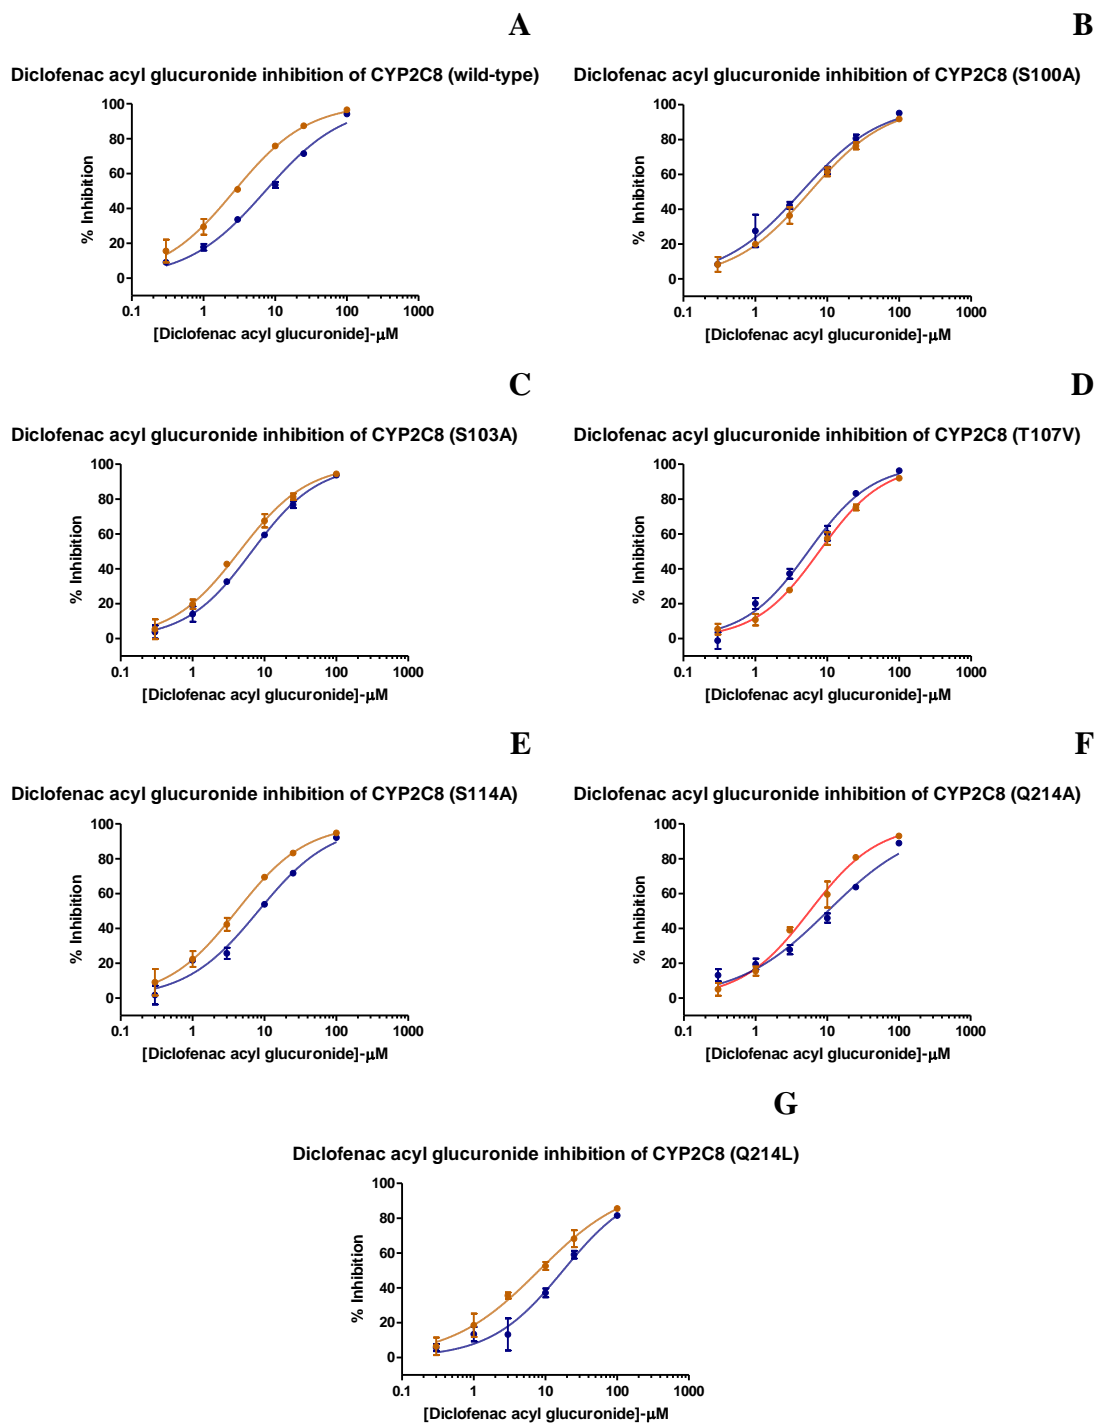 A
Diclofenac acyl glucuronide inhibition of CYP2C8 (wild-type)
100
80
60
40
20
0
% Inhibition
0.1 1 10 100 1000
[Diclofenac acyl glucuronide]-μM
B
Diclofenac acyl glucuronide inhibition of CYP2C8 (S100A)
100
80
60
40
20
0
% Inhibition
0.1 1 10 100 1000
[Diclofenac acyl glucuronide]-μM
C
Diclofenac acyl glucuronide inhibition of CYP2C8 (S103A)
100
80
60
40
20
0
% Inhibition
0.1 1 10 100 1000
[Diclofenac acyl glucuronide]-μM
D
Diclofenac acyl glucuronide inhibition of CYP2C8 (T107V)
100
80
60
40
20
0
% Inhibition
0.1 1 10 100 1000
[Diclofenac acyl glucuronide]-μM
E
Diclofenac acyl glucuronide inhibition of CYP2C8 (S114A)
100
80
60
40
20
0
% Inhibition
0.1 1 10 100 1000
[Diclofenac acyl glucuronide]-μM
F
Diclofenac acyl glucuronide inhibition of CYP2C8 (Q214A)
100
80
60
40
20
0
% Inhibition
0.1 1 10 100 1000
[Diclofenac acyl glucuronide]-μM
G
Diclofenac acyl glucuronide inhibition of CYP2C8 (Q214L)
100
80
60
40
20
0
% Inhibition
0.1 1 10 100 1000
[Diclofenac acyl glucuronide]-μM